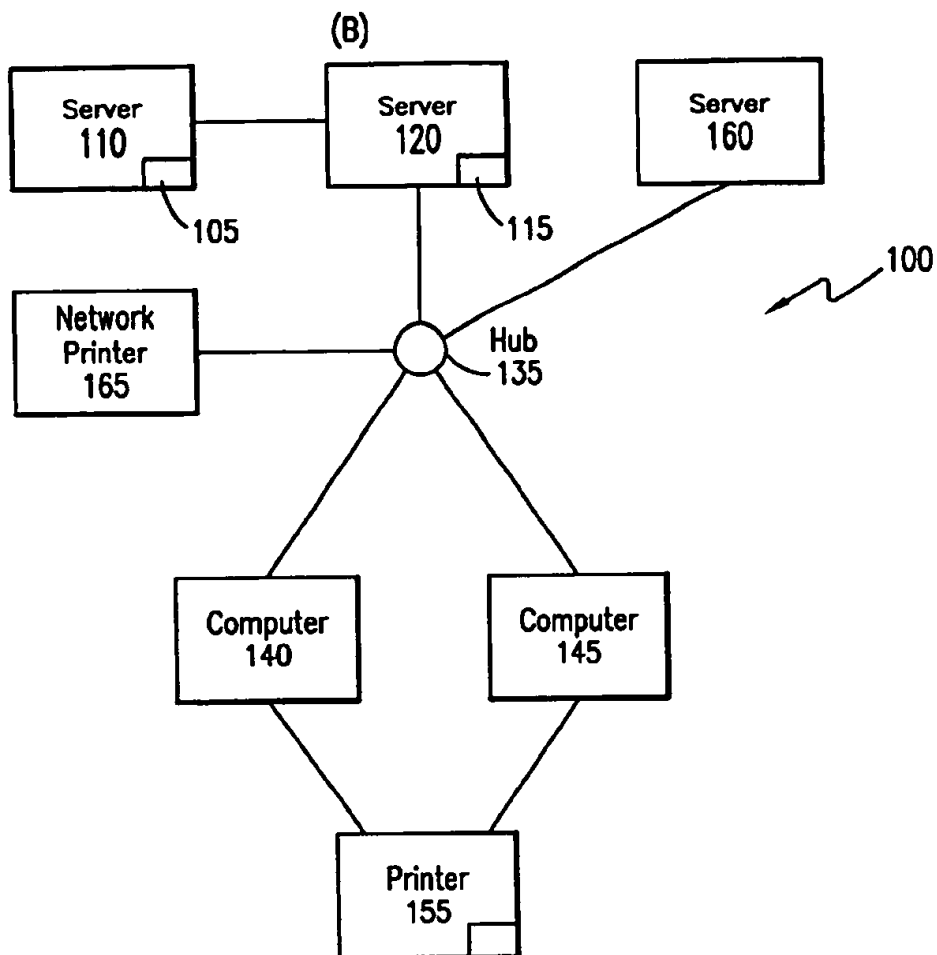 (B)
Server
110
Server
120
Server
160
105
115
100
Network
Printer
165
Hub
135
Computer
140
Computer
145
Printer
155